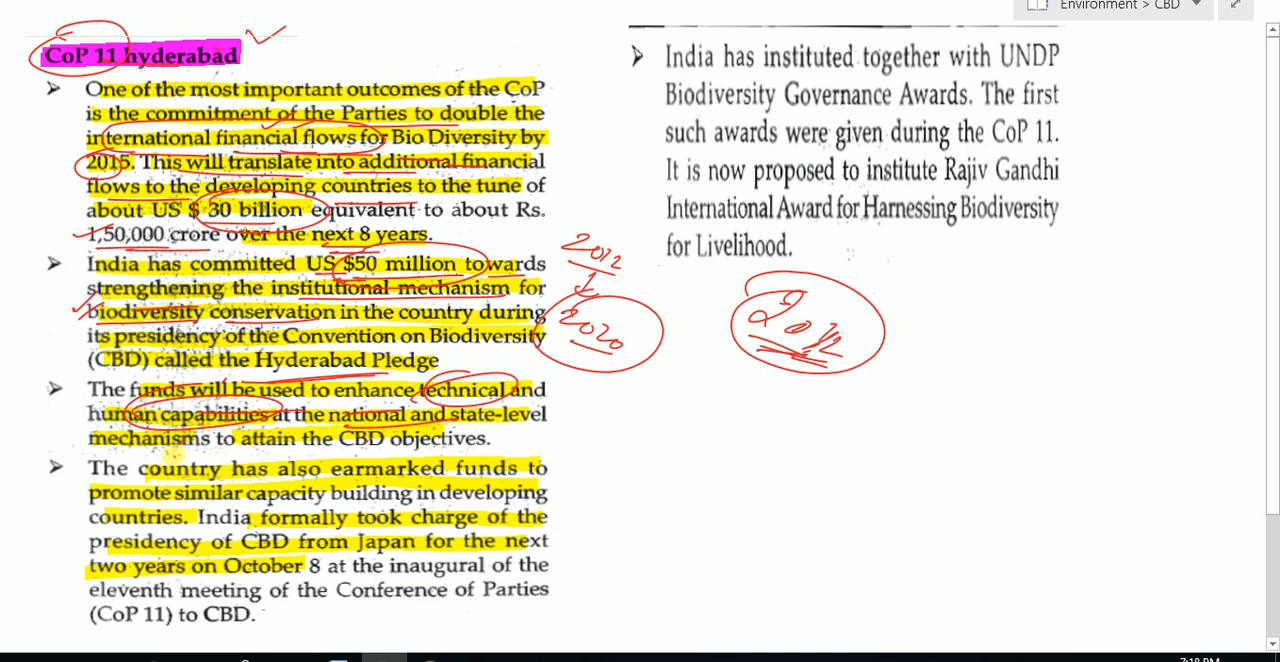 Environment > CBD
CoP 11 hyderabad
➤ One of the most important outcomes of the CoP
is the commitment of the Parties to double the
international financial flows for Bio Diversity by
2015. This will translate into additional financial
flows to the developing countries to the tune of
about US $ 30 billion equivalent to about Rs.
1,50,000 crore over the next 8 years.
➤ India has committed US $50 million towards
strengthening the institutional mechanism for
biodiversity conservation in the country during
its presidency of the Convention on Biodiversity
(CBD) called the Hyderabad Pledge
➤ The funds will be used to enhance technical and
human capabilities at the national and state-level
mechanisms to attain the CBD objectives.
➤ The country has also earmarked funds to
promote similar capacity building in developing
countries. India formally took charge of the
presidency of CBD from Japan for the next
two years on October 8 at the inaugural of the
eleventh meeting of the Conference of Parties
(CoP 11) to CBD.
➤ India has instituted together with UNDP
Biodiversity Governance Awards. The first
such awards were given during the CoP 11.
It is now proposed to institute Rajiv Gandhi
International Award for Harnessing Biodiversity
for Livelihood.
2012
2020
2012
7:18 PM